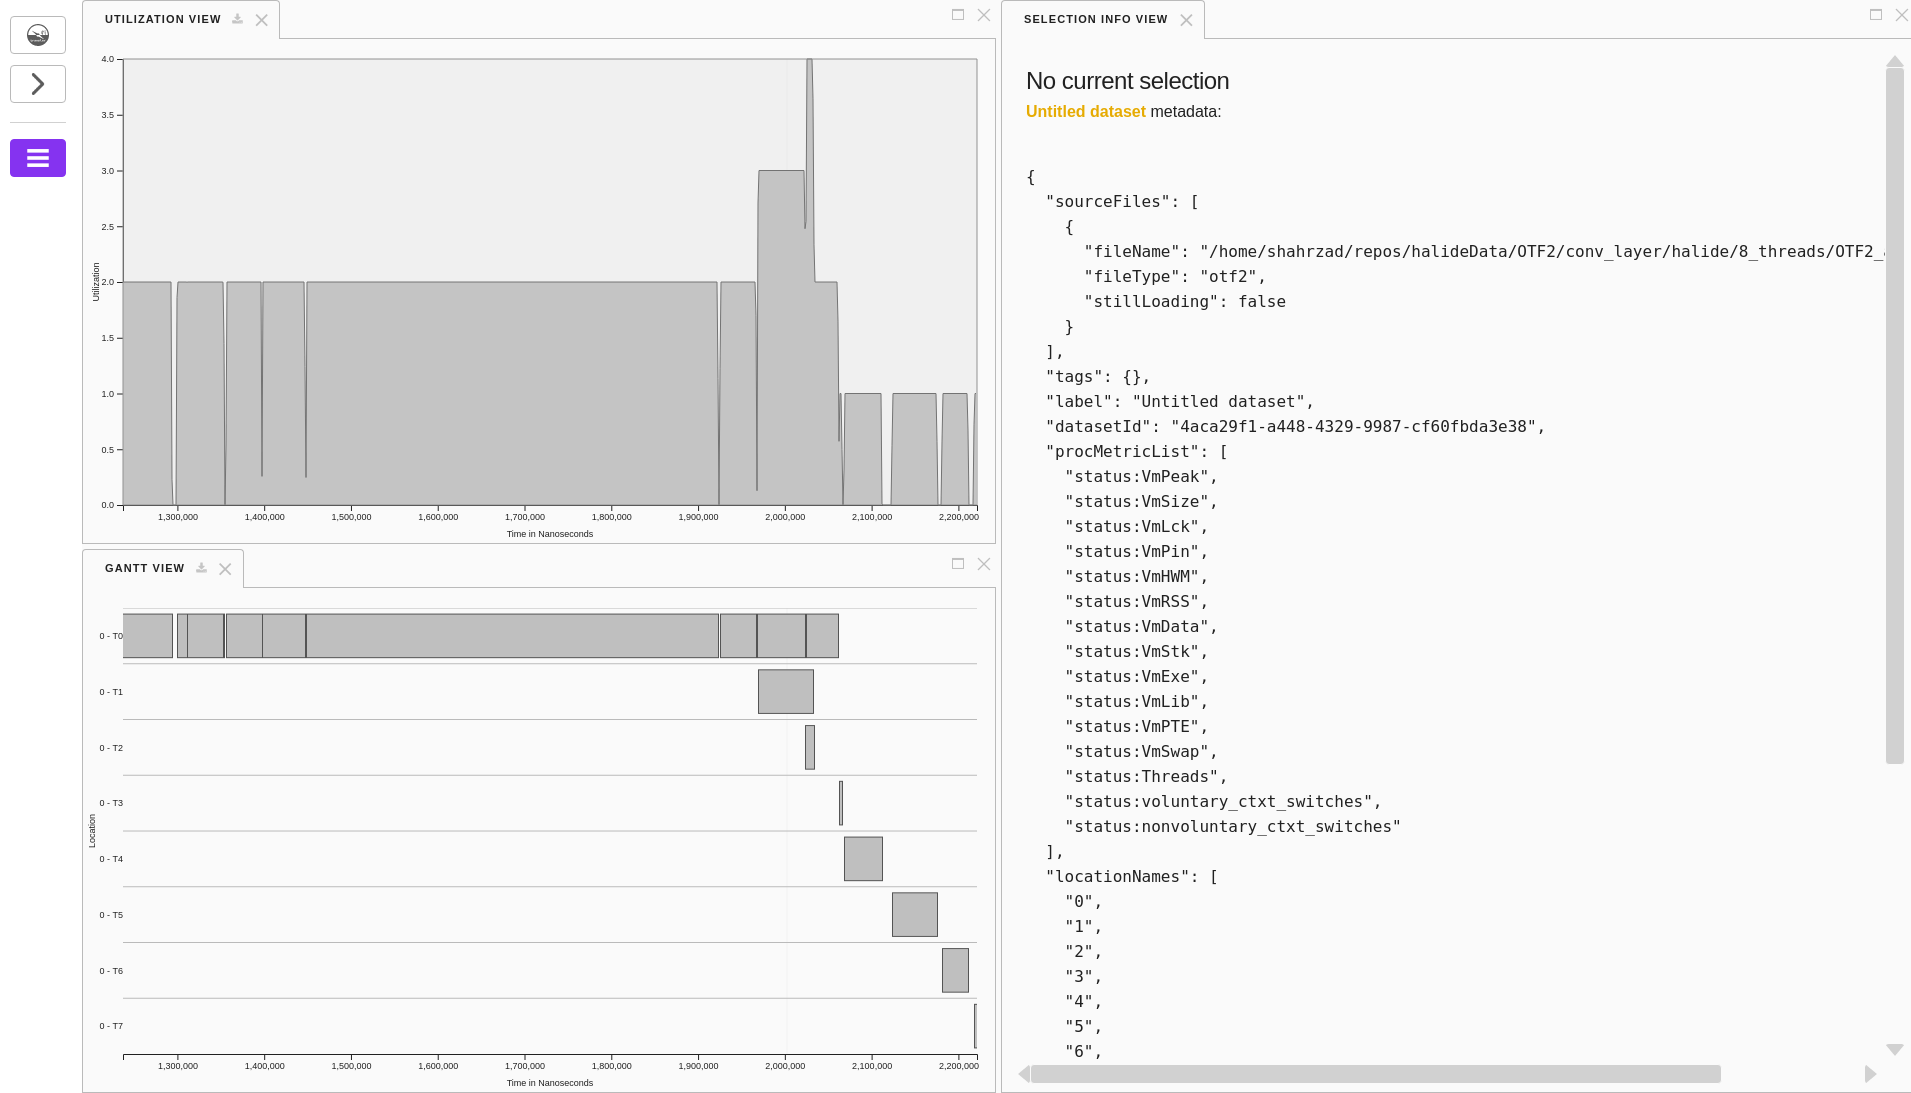 UTILIZATION VIEW
4.0
3.5
3.0
2.5
2.0
1.5
1.0
0.5
0.0
Utilization
1,300,000 1,400,000 1,500,000 1,600,000 1,700,000 1,800,000 1,900,000 2,000,000 2,100,000 2,200,000
Time in Nanoseconds
GANTT VIEW
0 - T0
0 - T1
0 - T2
0 - T3
0 - T4
0 - T5
0 - T6
0 - T7
Location
1,300,000 1,400,000 1,500,000 1,600,000 1,700,000 1,800,000 1,900,000 2,000,000 2,100,000 2,200,000
Time in Nanoseconds
SELECTION INFO VIEW
No current selection
Untitled dataset metadata:
{
"sourceFiles": [
{
"fileName": "/home/shahrzad/repos/halideData/OTF2/conv_layer/halide/8_threads/OTF2_
"fileType": "otf2",
"stillLoading": false
}
],
"tags": {},
"label": "Untitled dataset",
"datasetId": "4aca29f1-a448-4329-9987-cf60fbda3e38",
"procMetricList": [
"status:VmPeak",
"status:VmSize",
"status:VmLck",
"status:VmPin",
"status:VmHWM",
"status:VmRSS",
"status:VmData",
"status:VmStk",
"status:VmExe",
"status:VmLib",
"status:VmPTE",
"status:VmSwap",
"status:Threads",
"status:voluntary_ctxt_switches",
"status:nonvoluntary_ctxt_switches"
],
"locationNames": [
"0",
"1",
"2",
"3",
"4",
"5",
"6",